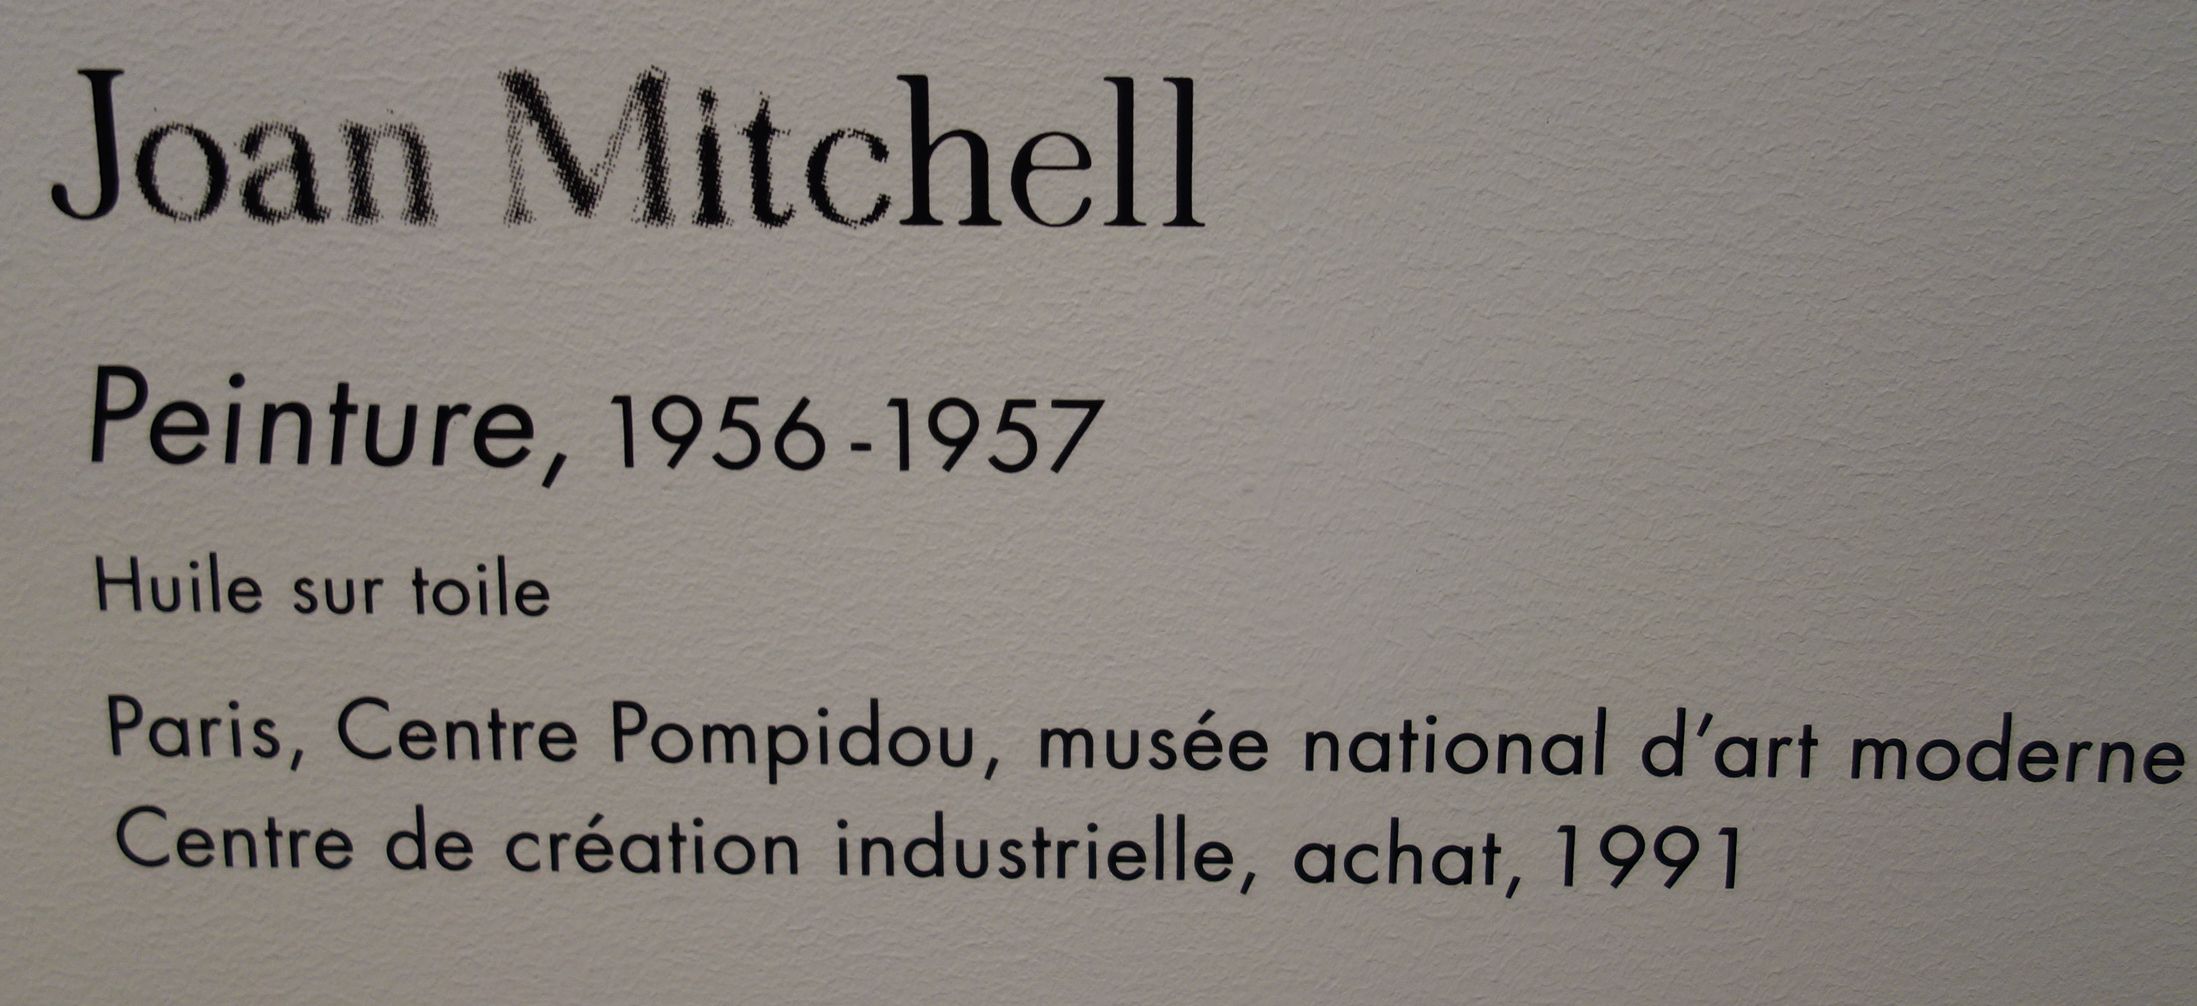 Joan Mitchell
Peinture, 1956-1957
Huile sur toile
Paris, Centre Pompidou, musée national d'art moderne
Centre de création industrielle, achat, 1991